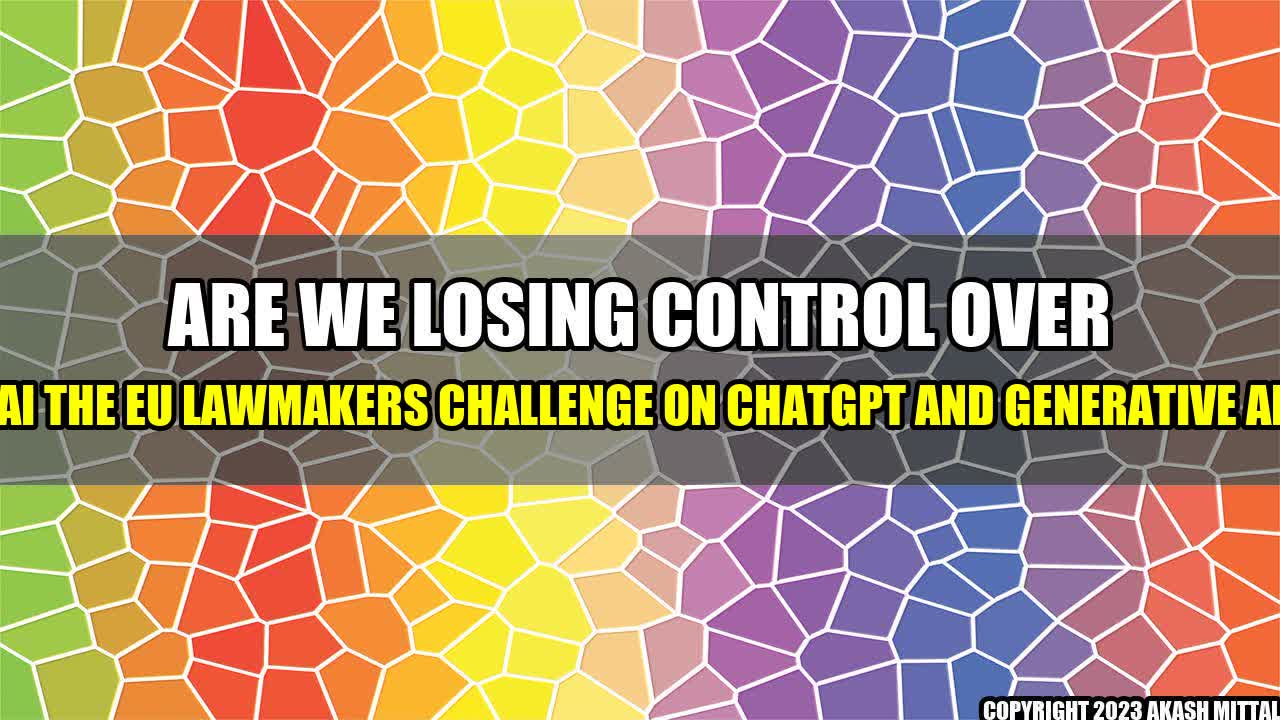 ARE WE LOSING CONTROL OVER
AI THE EU LAWMAKERS CHALLENGE ON CHATGPT AND GENERATIVE AI
COPYRIGHT 2023 AKASH MITTAL